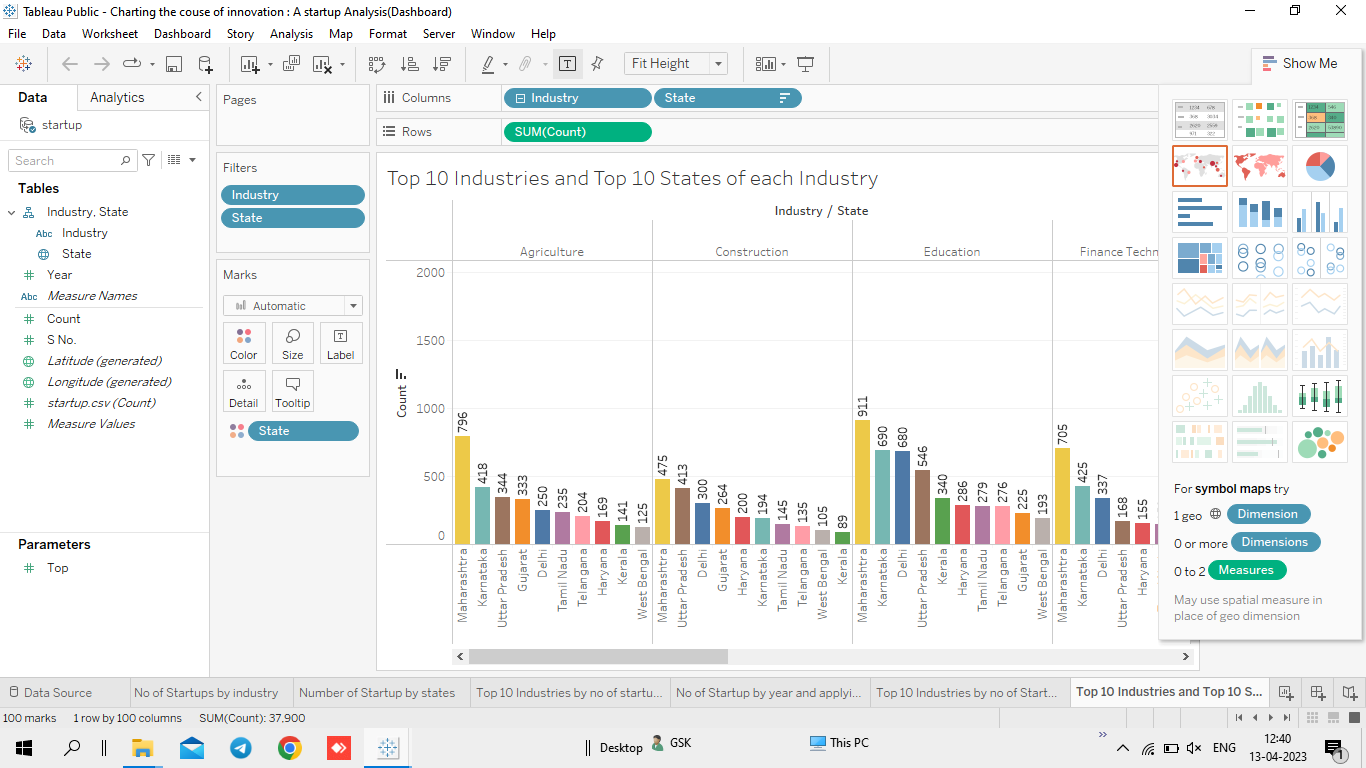 Tableau Public - Charting the couse of innovation : A startup Analysis(Dashboard)
File Data Worksheet Dashboard Story Analysis Map Format Server Window Help
Fit Height
Show Me
Data Analytics
startup
Search
Tables
Industry, State
Abc Industry
State
Year
Abc Measure Names
Count
S No.
Latitude (generated)
Longitude (generated)
startup.csv (Count)
Measure Values
Parameters
Top
Pages
Filters
Industry
State
Marks
Automatic
Color Size Label
Detail Tooltip
State
Columns Industry State
Rows SUM(Count)
Top 10 Industries and Top 10 States of each Industry
Industry / State
Agriculture Construction Education Finance Techn
Count
2000
1500
1000
500
0
796 418 344 333 250 235 204 169 141 125
475 413 300 264 200 194 145 135 105 89
911 690 680 546 340 286 279 276 225 193
705 425 337 168 155
Maharashtra Karnataka Uttar Pradesh Gujarat Delhi Tamil Nadu Telangana Haryana Kerala West Bengal
Maharashtra Uttar Pradesh Delhi Gujarat Haryana Karnataka Tamil Nadu Telangana West Bengal Kerala
Maharashtra Karnataka Delhi Uttar Pradesh Kerala Haryana Tamil Nadu Telangana Gujarat West Bengal
Maharashtra Karnataka Delhi Uttar Pradesh Haryana
For symbol maps try
1 geo Dimension
0 or more Dimensions
0 to 2 Measures
May use spatial measure in
place of geo dimension
Data Source No of Startups by industry Number of Startup by states Top 10 Industries by no of startu... No of Startup by year and applyi... Top 10 Industries by no of Start... Top 10 Industries and Top 10 S...
100 marks 1 row by 100 columns SUM(Count): 37,900
Desktop GSK This PC ENG
12:40
13-04-2023
1